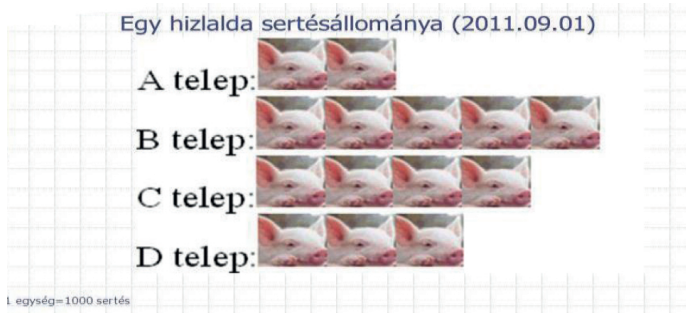 Egy hizlalda sertésállománya (2011.09.01)
A telep:
B telep:
C telep:
D telep:
1 egység=1000 sertés